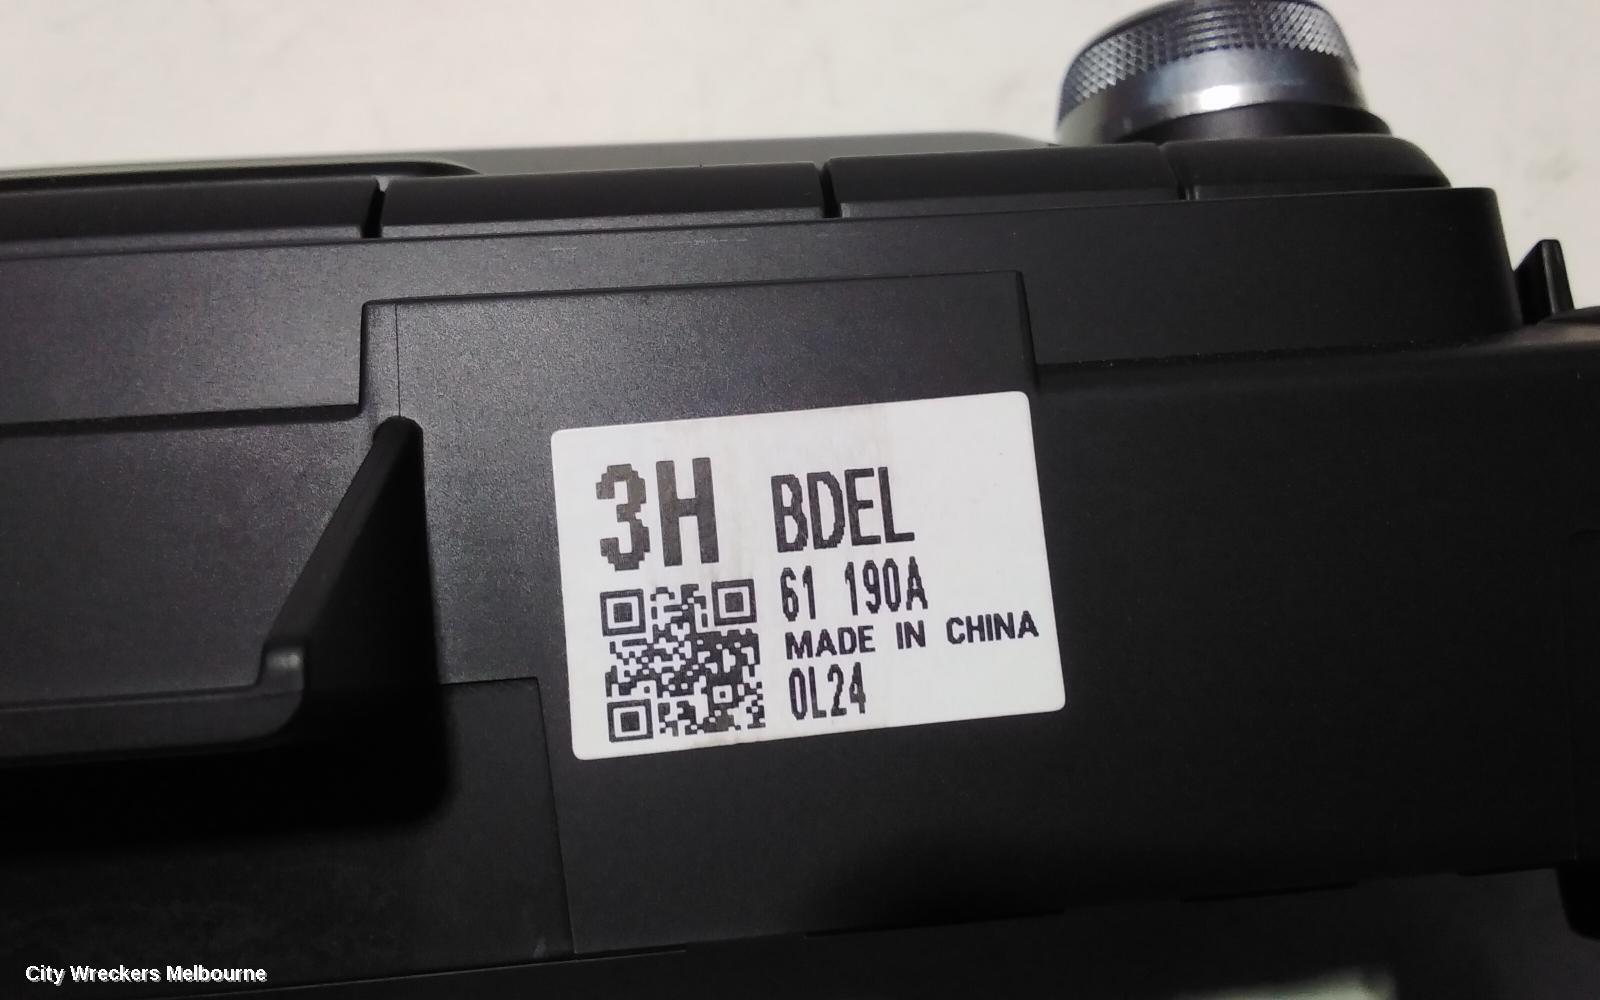 3H BDEL
61 190A
MADE IN CHINA
0L24
City Wreckers Melbourne